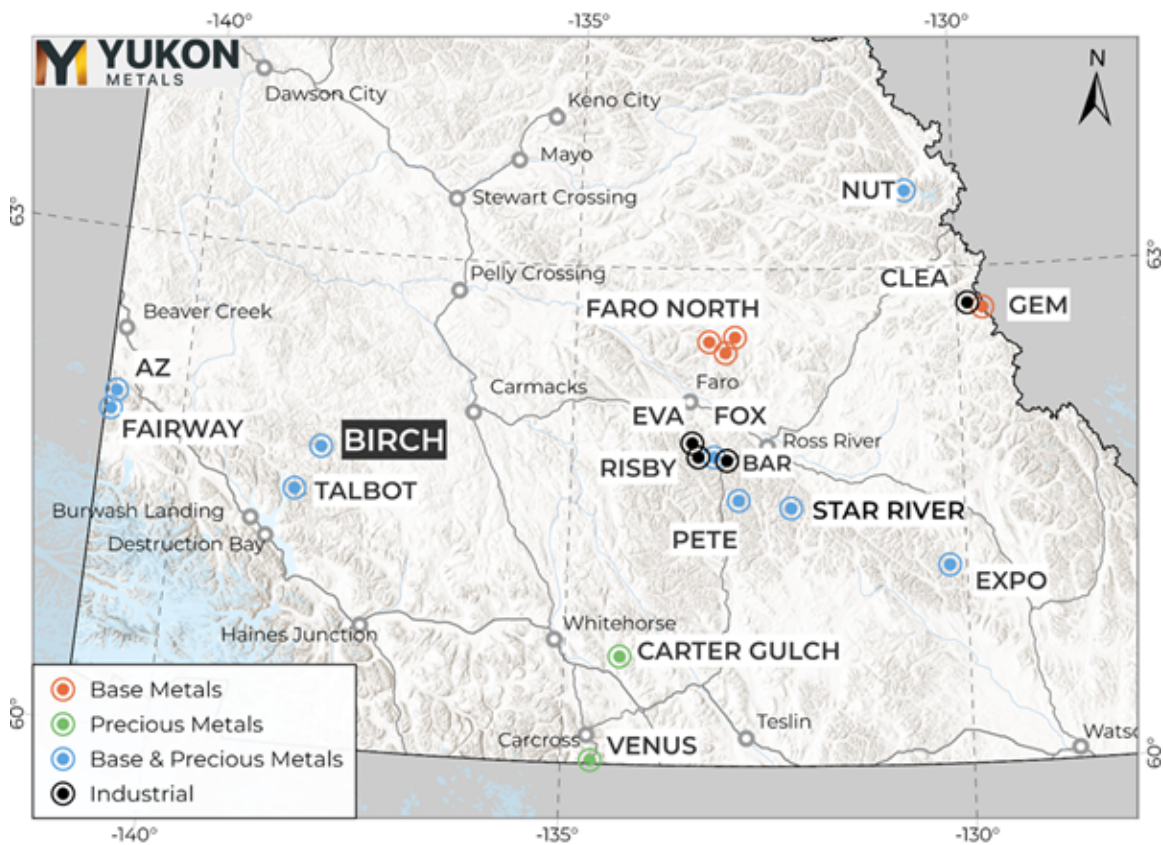 -140°
-135°
-130°
YUKON
METALS
N
Dawson City
Keno City
Mayo
Stewart Crossing
NUT
63°
63°
Pelly Crossing
CLEA
GEM
FARO NORTH
Beaver Creek
AZ
Carmacks
Faro
FAIRWAY
EVA
FOX
BIRCH
Ross River
RISBY
BAR
TALBOT
Burwash Landing
STAR RIVER
Destruction Bay
PETE
EXPO
Whitehorse
Haines Junction
CARTER GULCH
Base Metals
Precious Metals
Base & Precious Metals
Industrial
60°
Teslin
Carcross
VENUS
Watso
60°
-140°
-135°
-130°